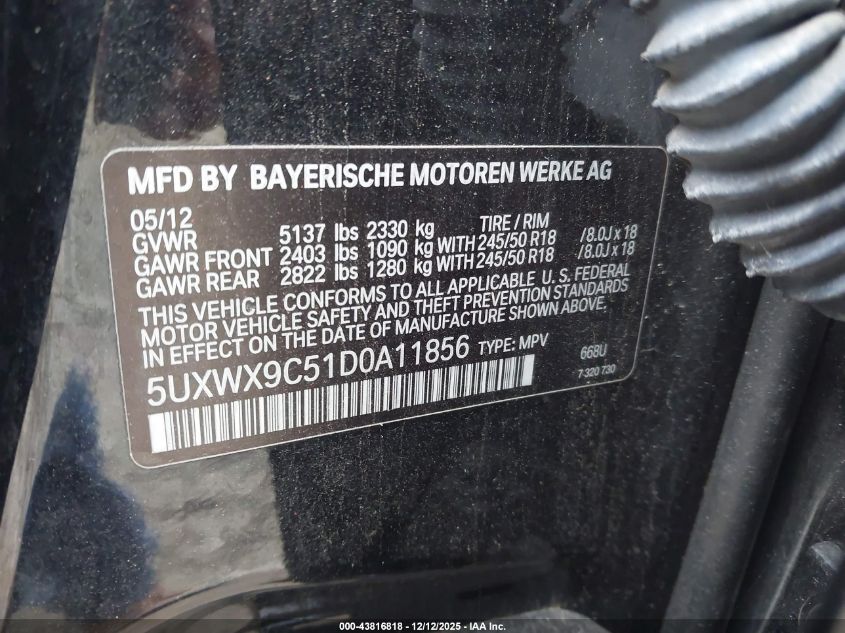 MFD BY BAYERISCHE MOTOREN WERKE AG
05/12 TIRE / RIM
GVWR 5137 lbs 2330 kg
GAWR FRONT 2403 lbs 1090 kg WITH 245/50 R18 /8.0J x 18
GAWR REAR 2822 lbs 1280 kg WITH 245/50 R18 /8.0J x 18
THIS VEHICLE CONFORMS TO ALL APPLICABLE U.S. FEDERAL
MOTOR VEHICLE SAFETY AND THEFT PREVENTION STANDARDS
IN EFFECT ON THE DATE OF MANUFACTURE SHOWN ABOVE.
5UXWX9C51D0A11856 TYPE: MPV 668U
7 320 730
000-43816818 - 12/12/2025 - IAA Inc.